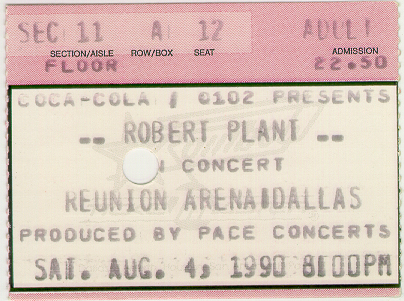 SEC 11 A 12 ADULT
SECTION/AISLE ROW/BOX SEAT ADMISSION
FLOOR 22.50
COCA-COLA / Q102 PRESENTS
-- ROBERT PLANT --
N CONCERT
REUNION ARENA DALLAS
PRODUCED BY PACE CONCERTS
SAT. AUG. 4, 1990 8:00PM